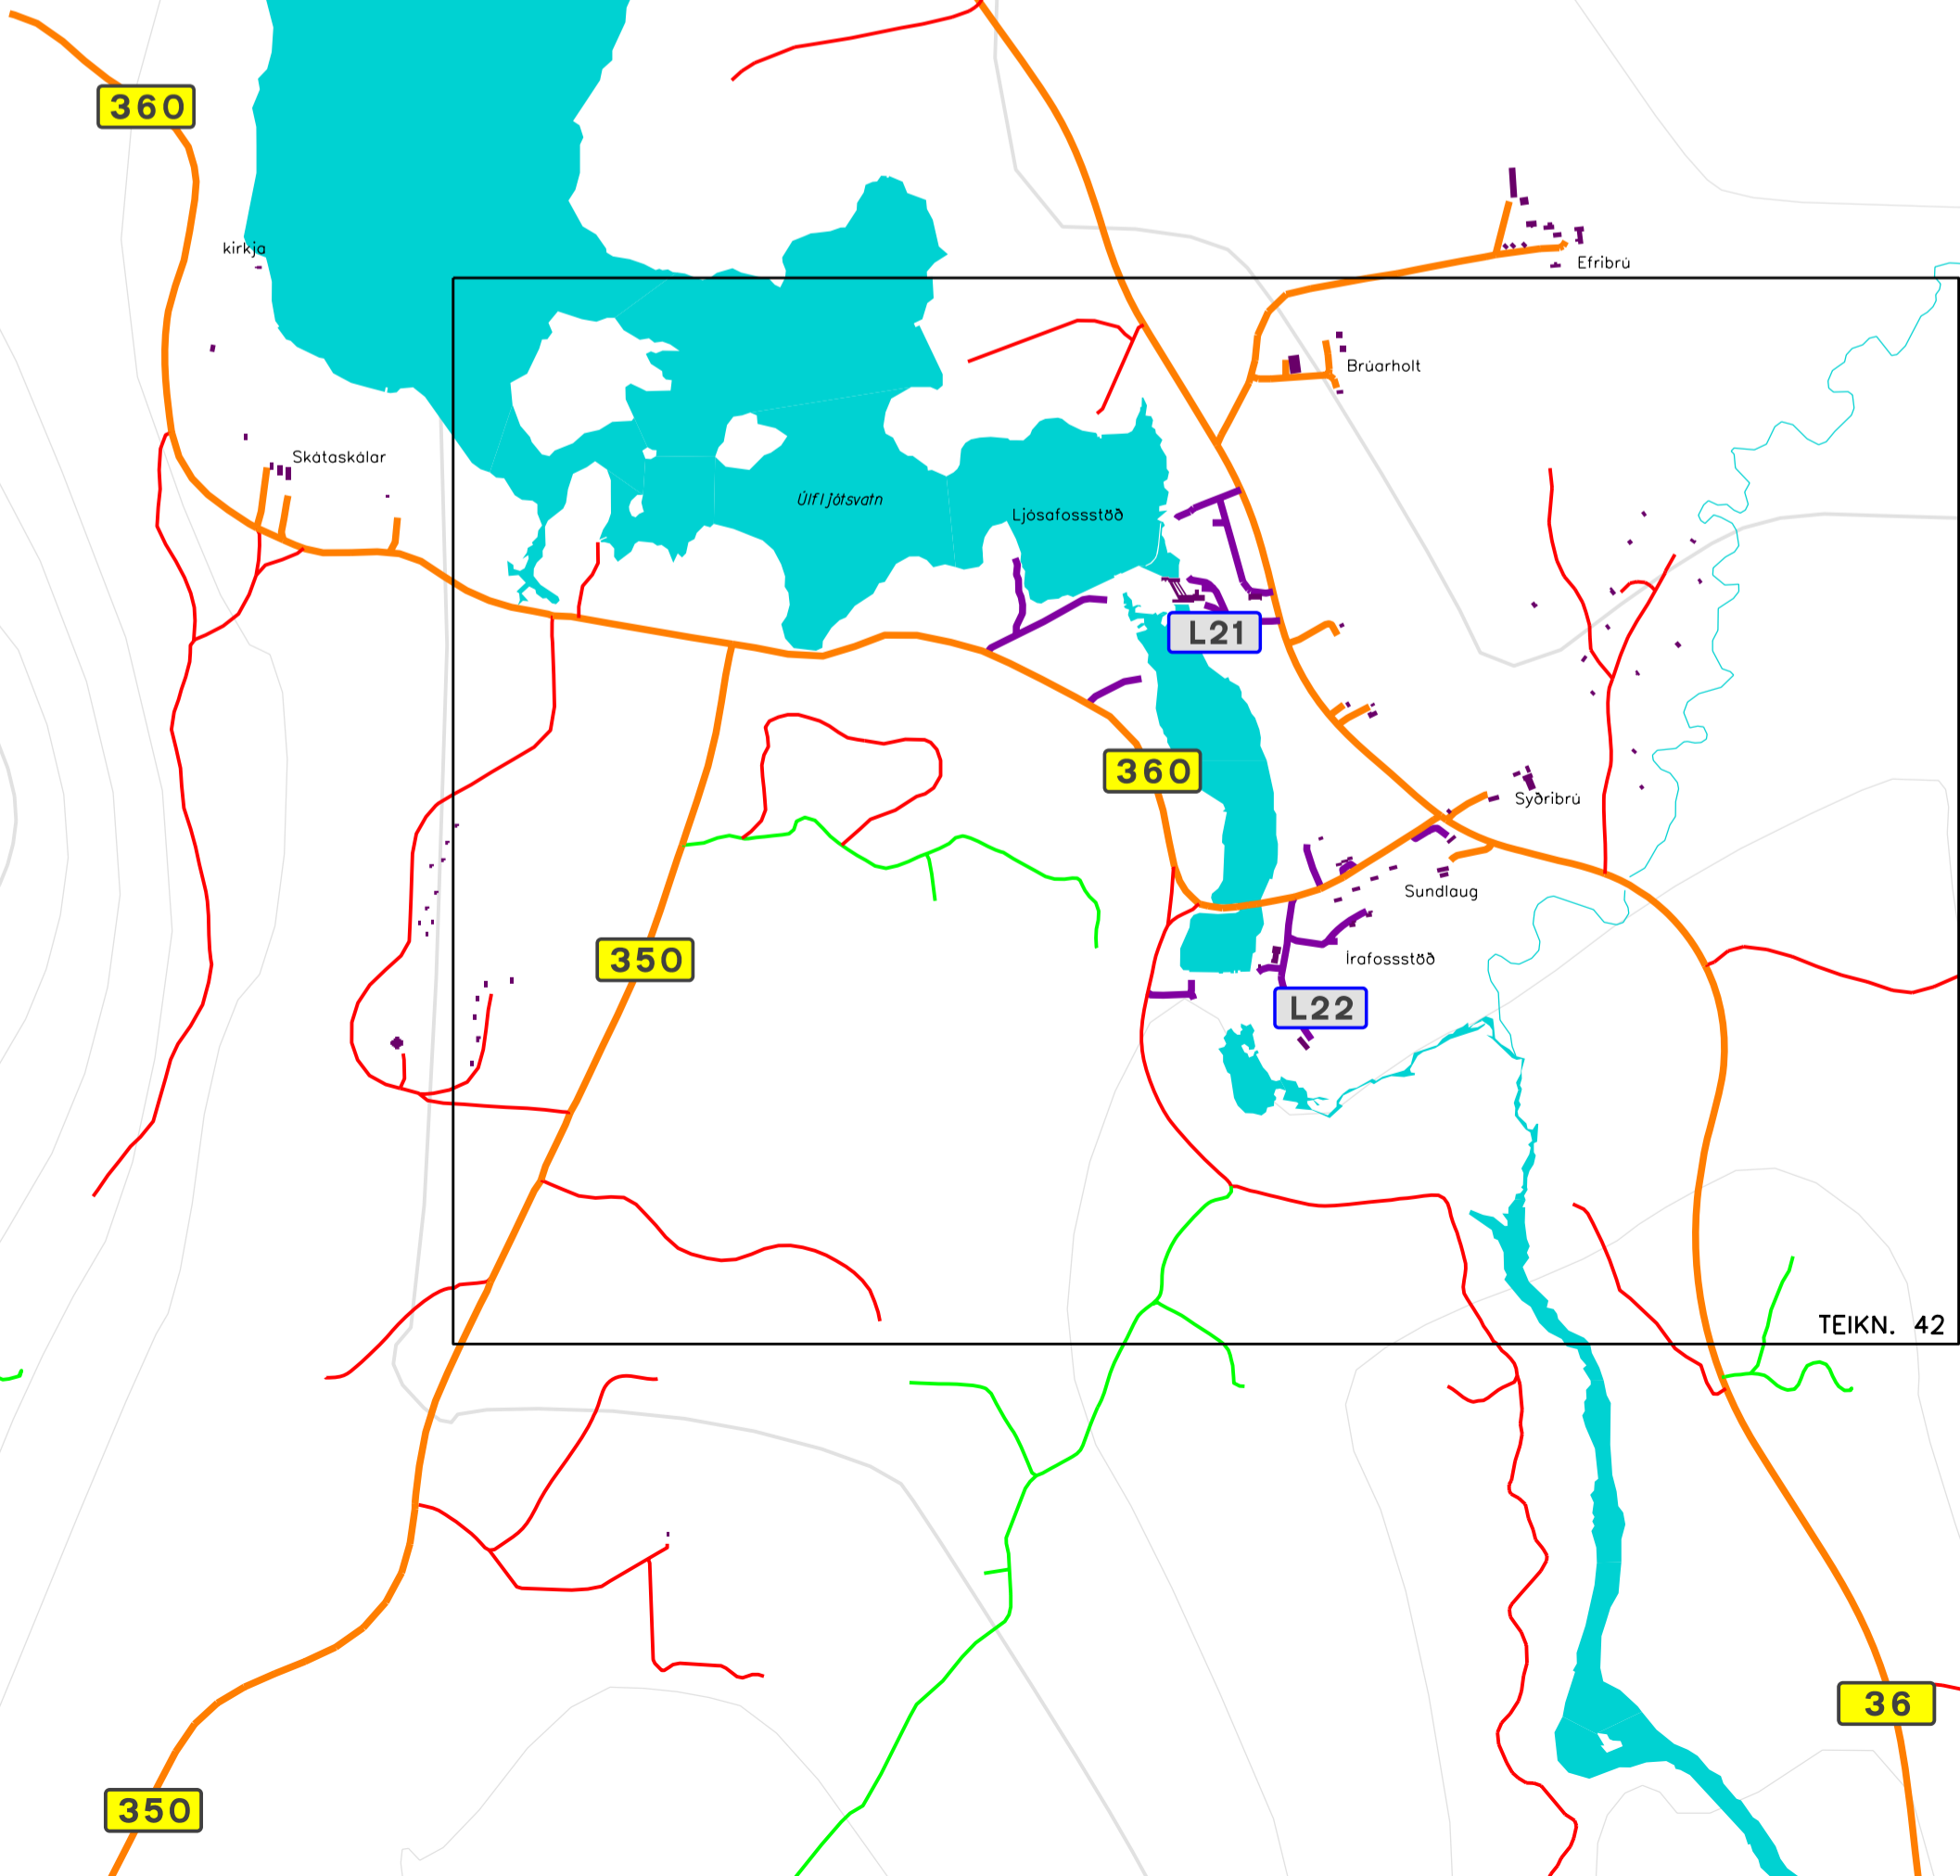 360
kirkja
Efribrú
Brúarholt
Skátaskálar
Úlfljótsvatn
Ljósafossstöð
L21
360
Syðribrú
Sundlaug
350
Írafossstöð
L22
TEIKN. 42
36
350